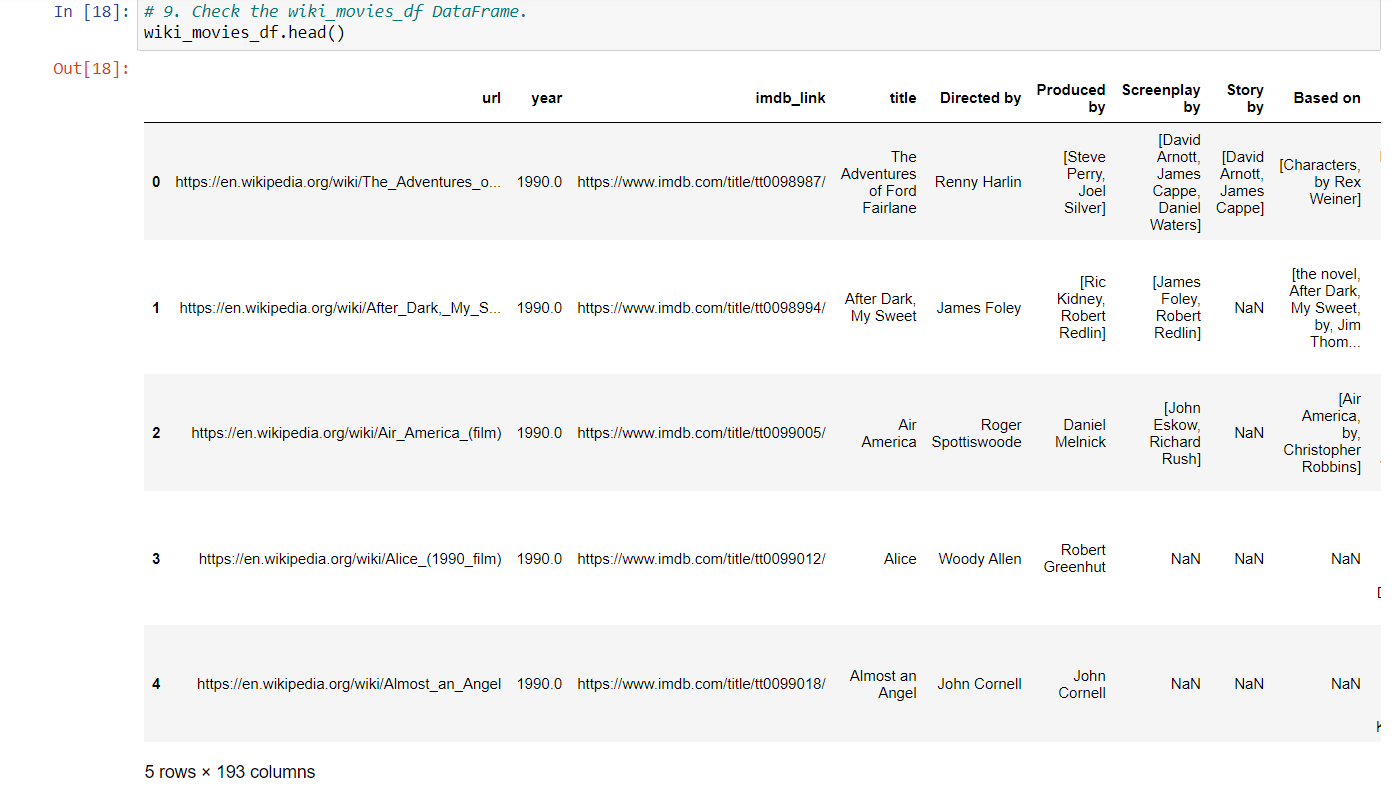 In [18]: # 9. Check the wiki_movies_df DataFrame.
wiki_movies_df.head()
Out[18]:
url year imdb_link title Directed by Produced by Screenplay by Story by Based on
0 https://en.wikipedia.org/wiki/The_Adventures_o... 1990.0 https://www.imdb.com/title/tt0098987/ The Adventures of Ford Fairlane Renny Harlin [Steve Perry, Joel Silver] [David Arnott, James Cappe, Daniel Waters] [David Arnott, James Cappe] [Characters, by Rex Weiner]
1 https://en.wikipedia.org/wiki/After_Dark,_My_S... 1990.0 https://www.imdb.com/title/tt0098994/ After Dark, My Sweet James Foley [Ric Kidney, Robert Redlin] [James Foley, Robert Redlin] NaN [the novel, After Dark, My Sweet, by, Jim Thom...
2 https://en.wikipedia.org/wiki/Air_America_(film) 1990.0 https://www.imdb.com/title/tt0099005/ Air America Roger Spottiswoode Daniel Melnick [John Eskow, Richard Rush] NaN [Air America, by, Christopher Robbins]
3 https://en.wikipedia.org/wiki/Alice_(1990_film) 1990.0 https://www.imdb.com/title/tt0099012/ Alice Woody Allen Robert Greenhut NaN NaN NaN
4 https://en.wikipedia.org/wiki/Almost_an_Angel 1990.0 https://www.imdb.com/title/tt0099018/ Almost an Angel John Cornell John Cornell NaN NaN NaN
5 rows × 193 columns